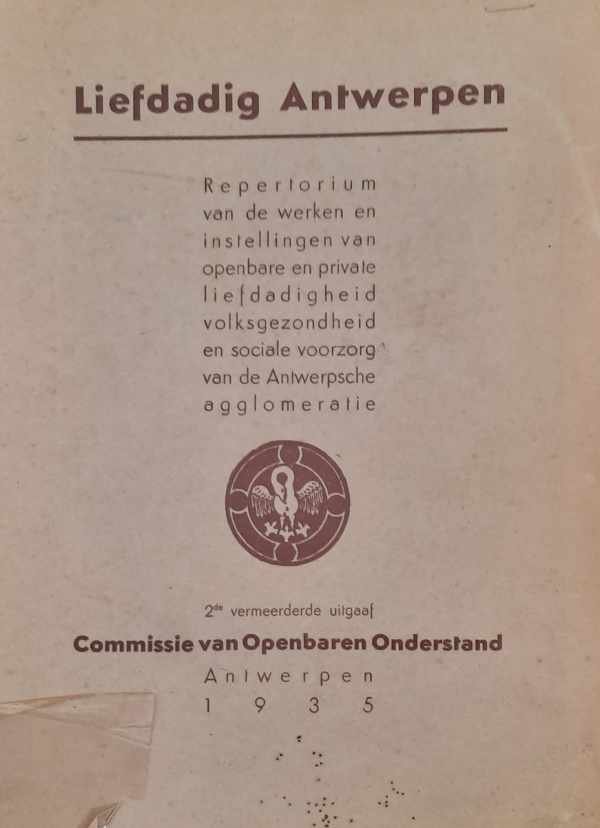 Liefdadig Antwerpen
Repertorium
van de werken en
instellingen van
openbare en private
liefdadigheid
volksgezondheid
en sociale voorzorg
van de Antwerpsche
agglomeratie
2de vermeerderde uitgaaf
Commissie van Openbaren Onderstand
Antwerpen
1935